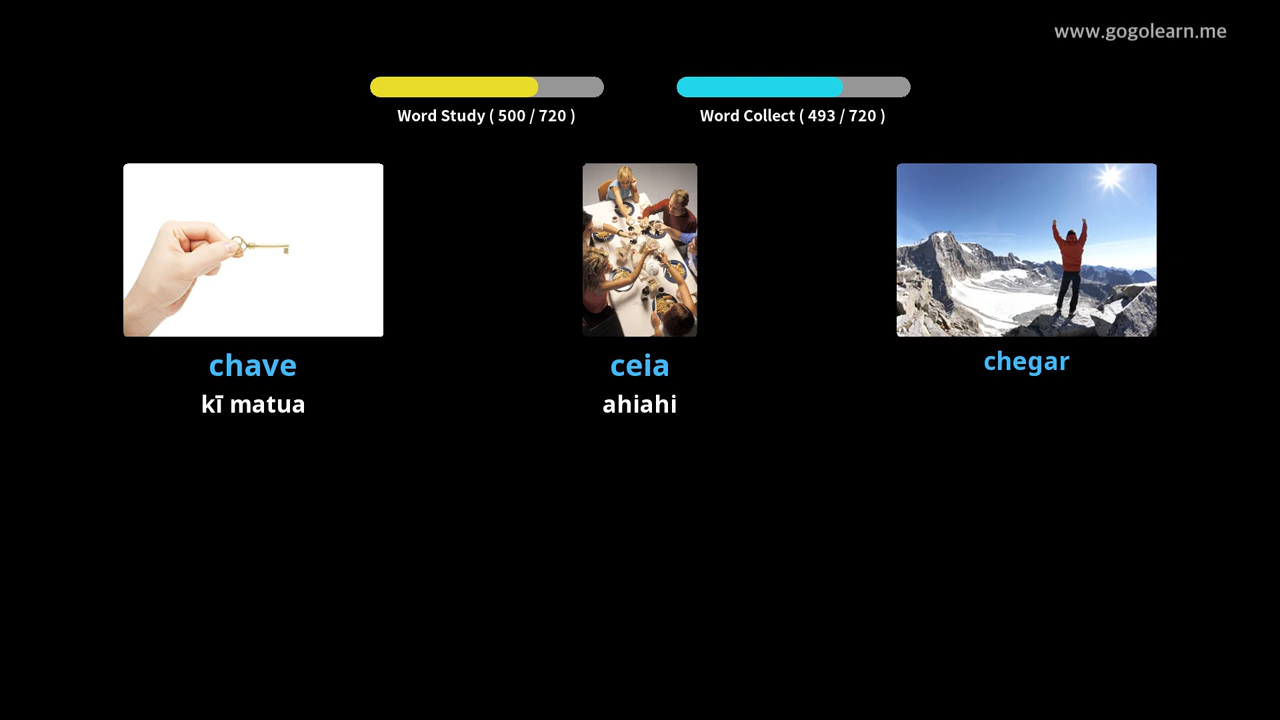 www.gogolearn.me
Word Study ( 500 / 720 )
Word Collect ( 493 / 720 )
chave
kī matua
ceia
ahiahi
chegar